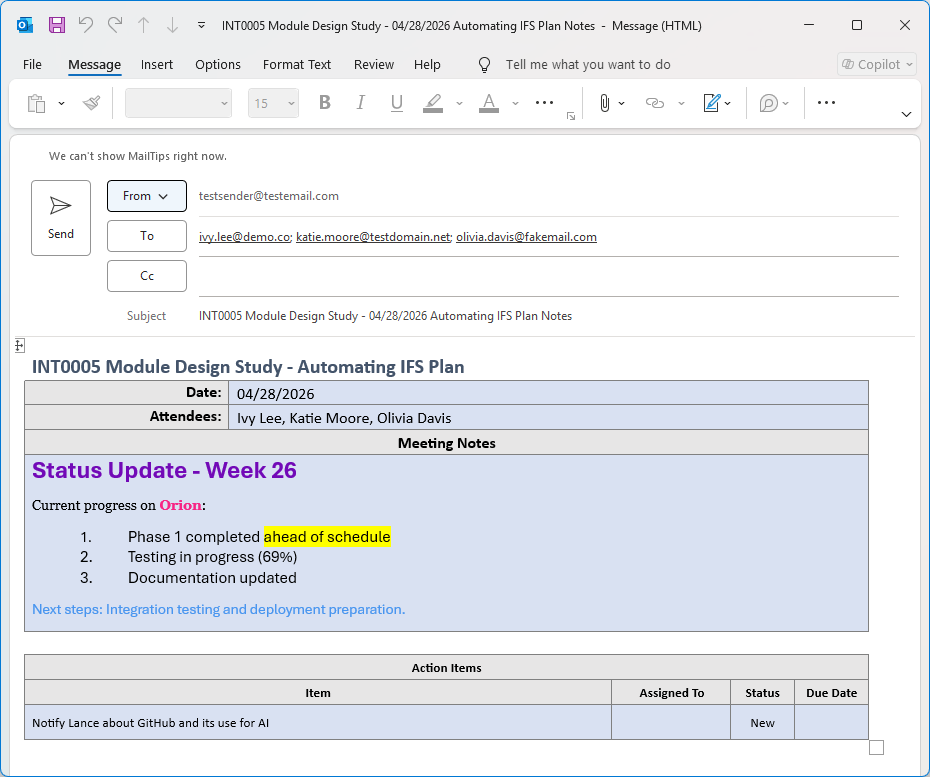 INT0005 Module Design Study - 04/28/2026 Automating IFS Plan Notes - Message (HTML)
File Message Insert Options Format Text Review Help Tell me what you want to do Copilot
15 B I U A
We can't show MailTips right now.
From testsender@testemail.com
Send
To ivy.lee@demo.co; katie.moore@testdomain.net; olivia.davis@fakemail.com
Cc
Subject INT0005 Module Design Study - 04/28/2026 Automating IFS Plan Notes
INT0005 Module Design Study - Automating IFS Plan
Date: 04/28/2026
Attendees: Ivy Lee, Katie Moore, Olivia Davis
Meeting Notes
Status Update - Week 26
Current progress on Orion:
1. Phase 1 completed ahead of schedule
2. Testing in progress (69%)
3. Documentation updated
Next steps: Integration testing and deployment preparation.
Action Items
Item Assigned To Status Due Date
Notify Lance about GitHub and its use for AI New